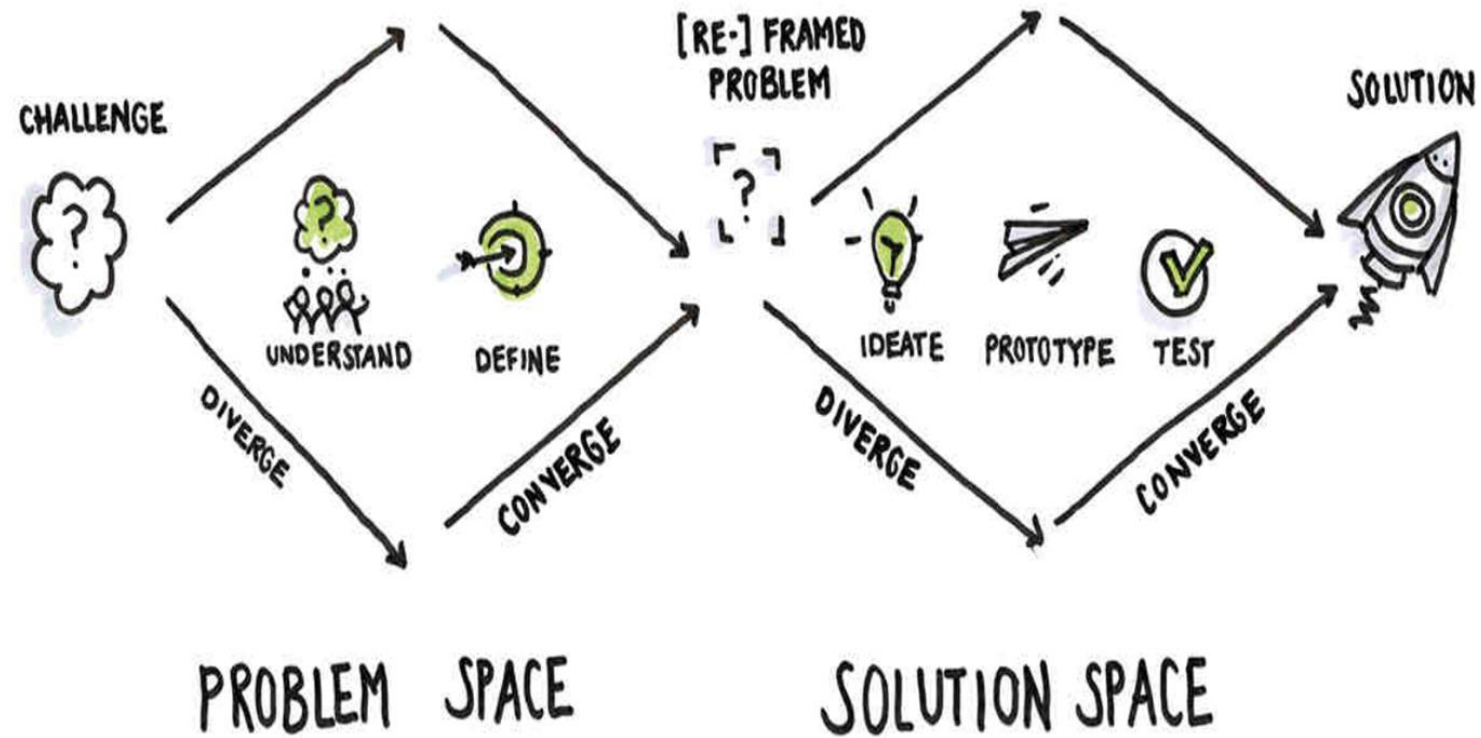 CHALLENGE
?
UNDERSTAND
?
DEFINE
DIVERGE
CONVERGE
[RE-] FRAMED
PROBLEM
?
IDEATE
PROTOTYPE
TEST
DIVERGE
CONVERGE
SOLUTION
PROBLEM SPACE
SOLUTION SPACE